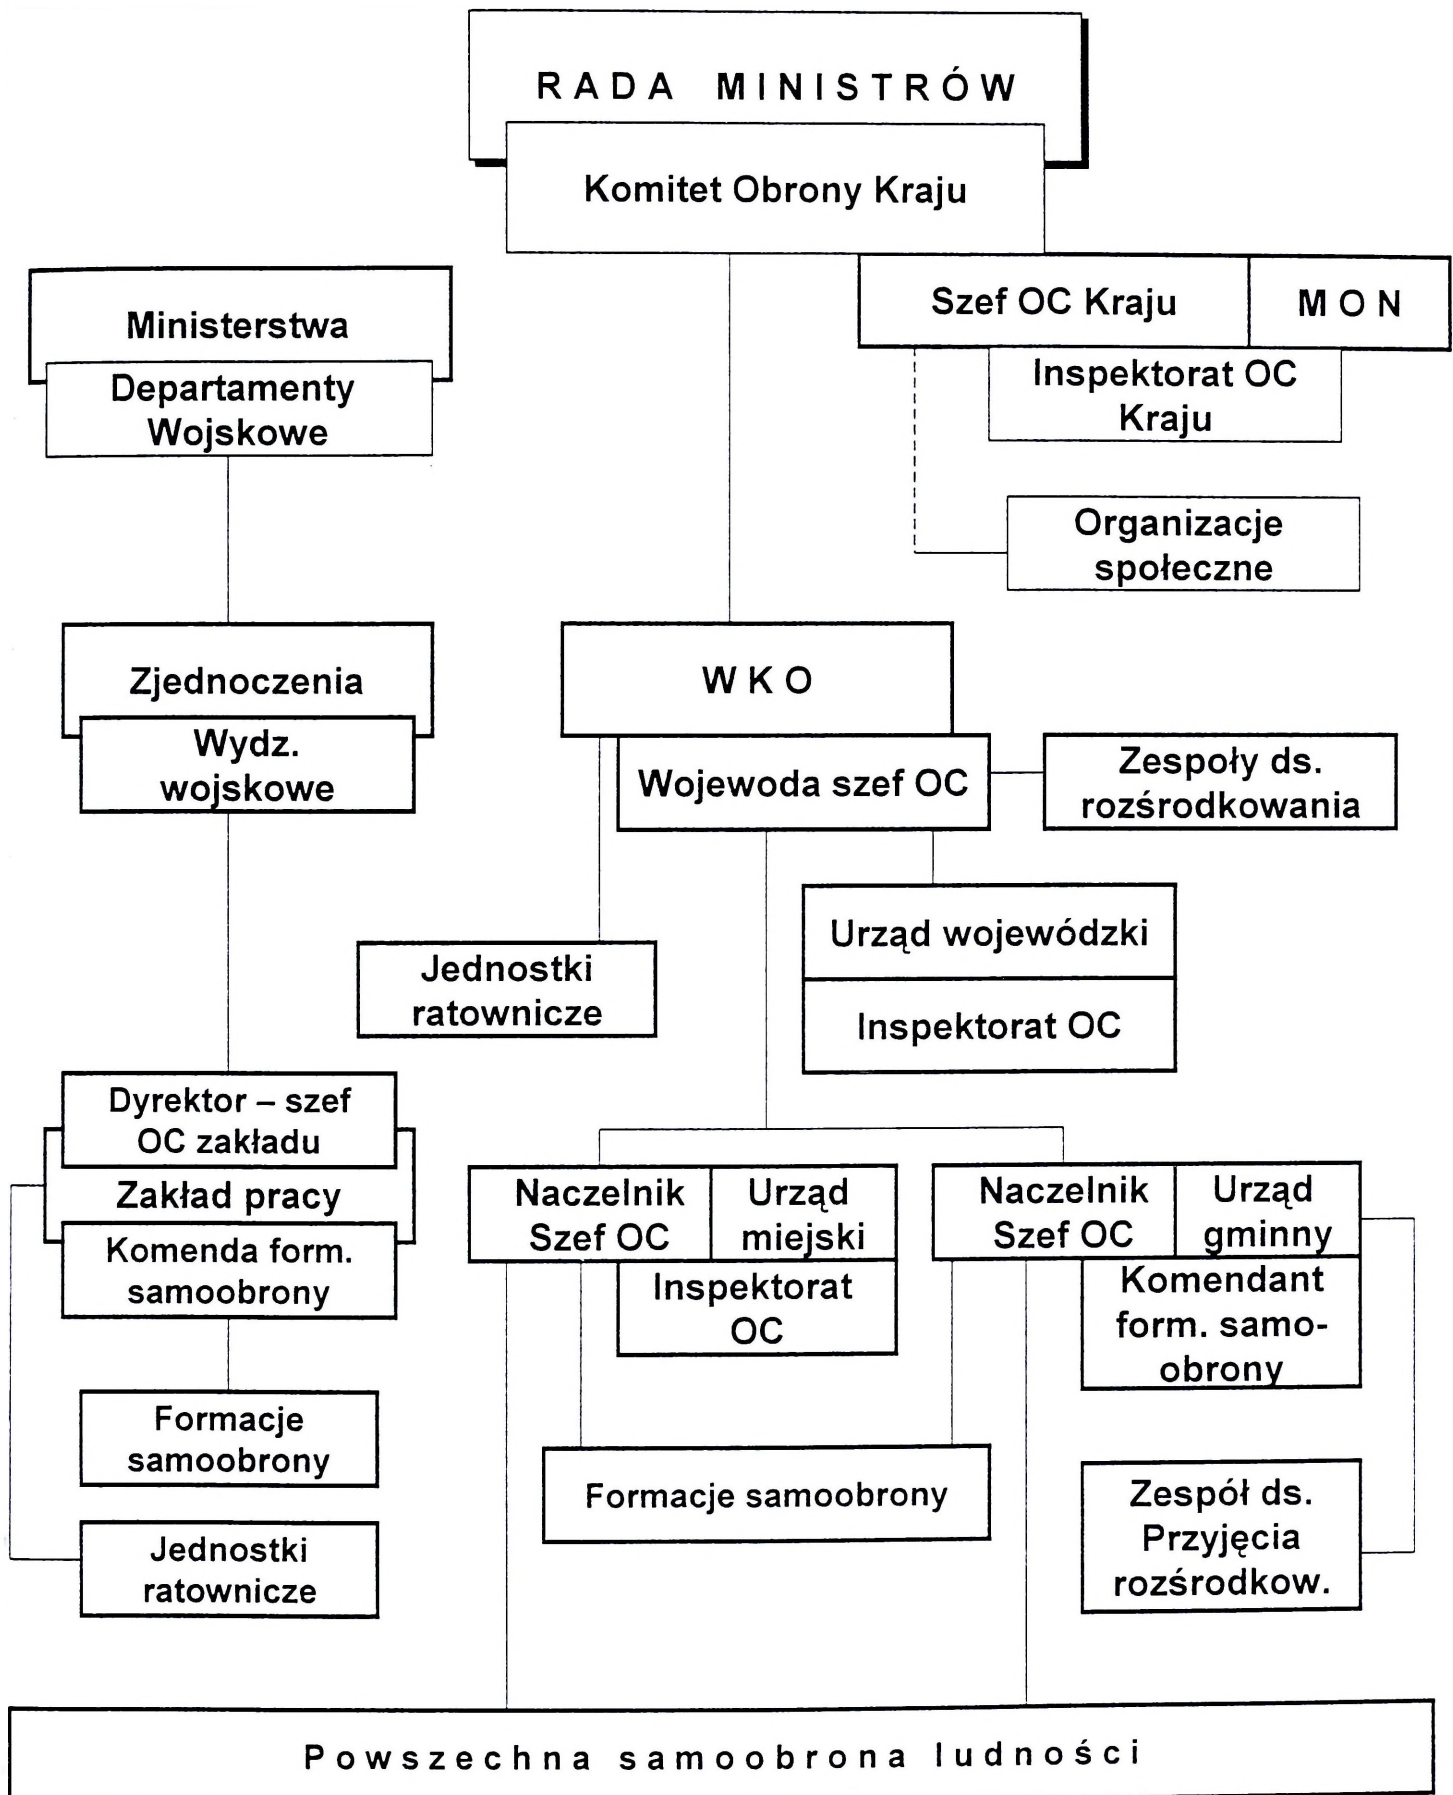 RADA MINISTRÓW
Komitet Obrony Kraju
Szef OC Kraju
MON
Inspektorat OC
Kraju
Organizacje
społeczne
Ministerstwa
Departamenty
Wojskowe
Zjednoczenia
Wydz.
wojskowe
WKO
Wojewoda szef OC
Zespoły ds.
rozśrodkowania
Urząd wojewódzki
Inspektorat OC
Jednostki
ratownicze
Dyrektor – szef
OC zakładu
Zakład pracy
Komenda form.
samoobrony
Formacje
samoobrony
Jednostki
ratownicze
Naczelnik
Szef OC
Urząd
miejski
Inspektorat
OC
Naczelnik
Szef OC
Urząd
gminny
Komendant
form. samo-
obrony
Formacje samoobrony
Zespół ds.
Przyjęcia
rozśrodkow.
Powszechna samoobrona ludności